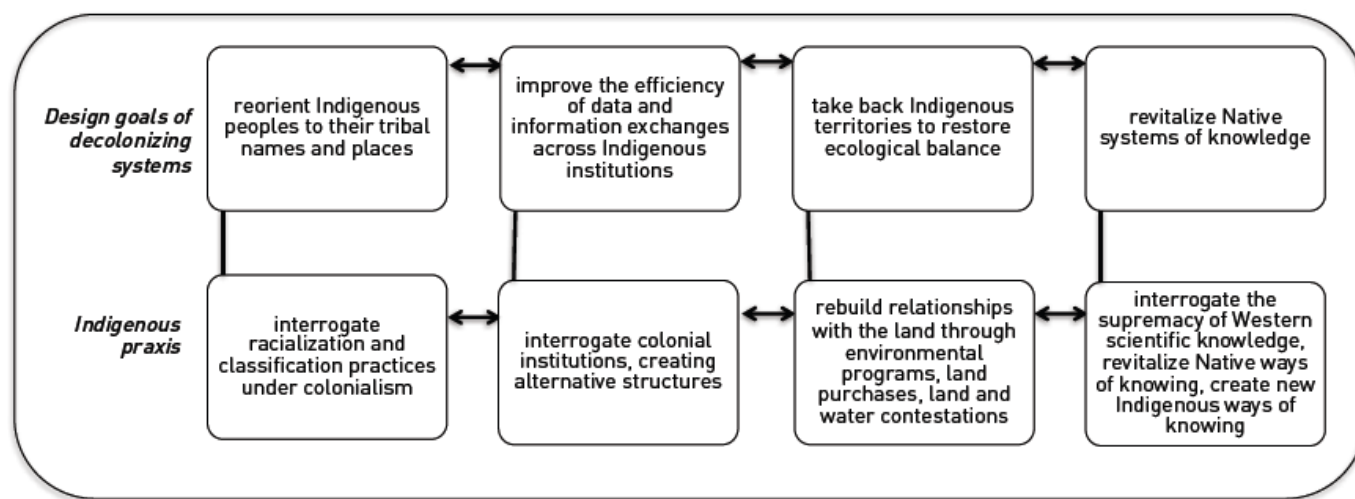 Design goals of
decolonizing
systems
reorient Indigenous
peoples to their tribal
names and places
improve the efficiency
of data and
information exchanges
across Indigenous
institutions
take back Indigenous
territories to restore
ecological balance
revitalize Native
systems of knowledge
Indigenous
praxis
interrogate
racialization and
classification practices
under colonialism
interrogate colonial
institutions, creating
alternative structures
rebuild relationships
with the land through
environmental
programs, land
purchases, land and
water contestations
interrogate the
supremacy of Western
scientific knowledge,
revitalize Native ways
of knowing, create new
Indigenous ways of
knowing